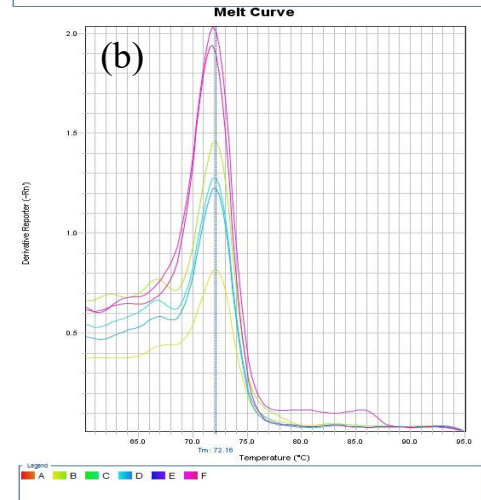 Melt Curve
(b)
2.0
1.5
1.0
0.5
Derivative Reporter (-Rn')
65.0 70.0 75.0 80.0 85.0 90.0 95.0
Tm: 72.16
Temperature (°C)
Legend
A B C D E F